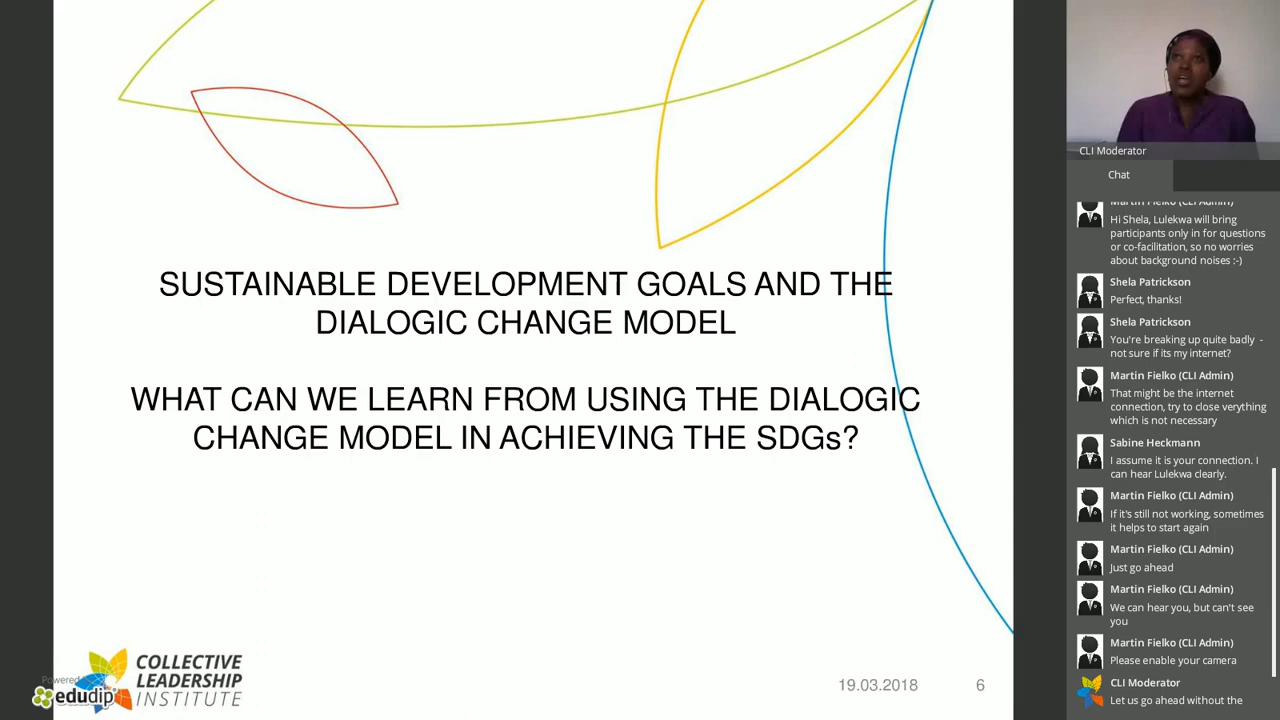 SUSTAINABLE DEVELOPMENT GOALS AND THE
DIALOGIC CHANGE MODEL
WHAT CAN WE LEARN FROM USING THE DIALOGIC
CHANGE MODEL IN ACHIEVING THE SDGs?
COLLECTIVE
LEADERSHIP
INSTITUTE
Powered
edudip
19.03.2018
6
CLI Moderator
Chat
Martin Fielko (CLI Admin)
Hi Shela, Lulekwa will bring
participants only in for questions
or co-facilitation, so no worries
about background noises :-)
Shela Patrickson
Perfect, thanks!
Shela Patrickson
You're breaking up quite badly -
not sure if its my internet?
Martin Fielko (CLI Admin)
That might be the internet
connection, try to close verything
which is not necessary
Sabine Heckmann
I assume it is your connection. I
can hear Lulekwa clearly.
Martin Fielko (CLI Admin)
If it's still not working, sometimes
it helps to start again
Martin Fielko (CLI Admin)
Just go ahead
Martin Fielko (CLI Admin)
We can hear you, but can't see
you
Martin Fielko (CLI Admin)
Please enable your camera
CLI Moderator
Let us go ahead without the